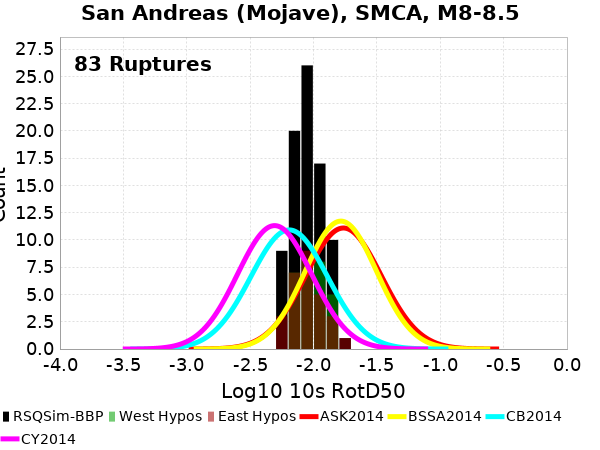 San Andreas (Mojave), SMCA, M8-8.5
83 Ruptures
27.5
25.0
22.5
20.0
17.5
15.0
12.5
10.0
7.5
5.0
2.5
0.0
Count
-4.0 -3.5 -3.0 -2.5 -2.0 -1.5 -1.0 -0.5 0.0
Log10 10s RotD50
RSQSim-BBP West Hypos East Hypos ASK2014 BSSA2014 CB2014
CY2014